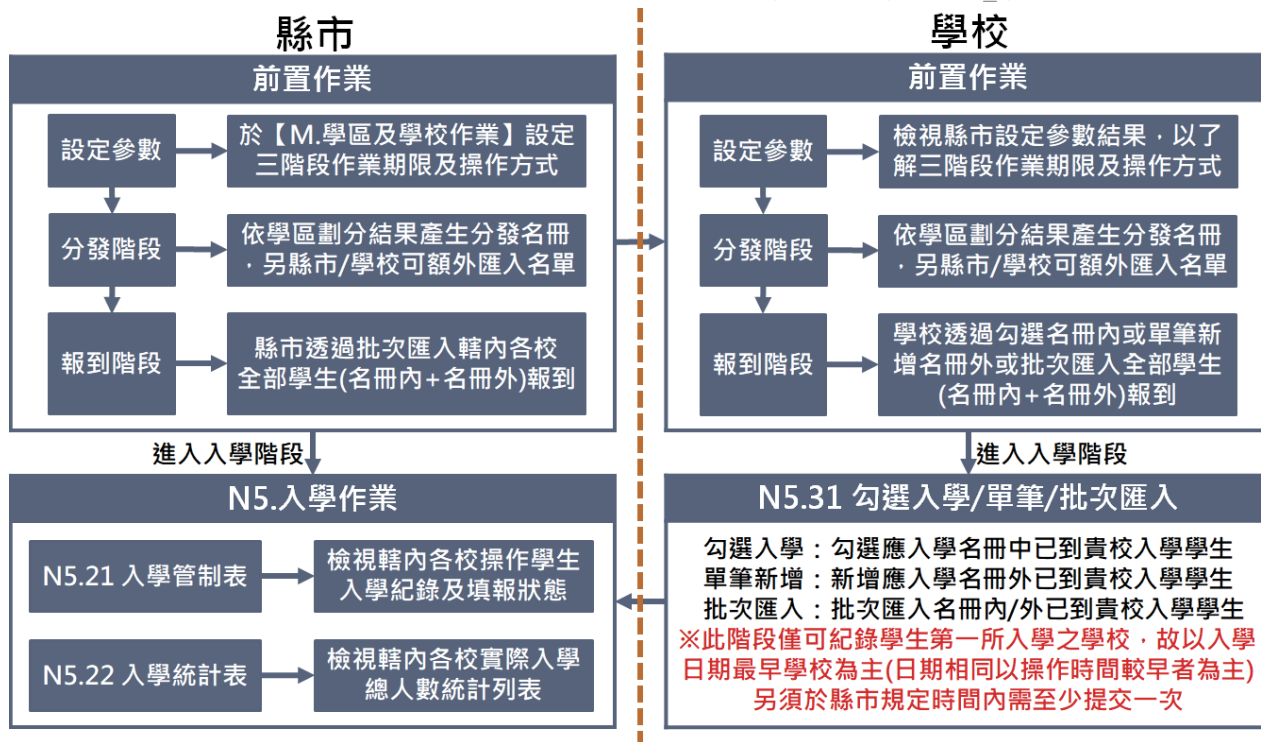 縣市
前置作業
設定參數
於【M.學區及學校作業】設定
三階段作業期限及操作方式
分發階段
依學區劃分結果產生分發名冊
，另縣市/學校可額外匯入名單
報到階段
縣市透過批次匯入轄內各校
全部學生(名冊內+名冊外)報到
進入入學階段
N5.入學作業
N5.21 入學管制表
檢視轄內各校操作學生
入學紀錄及填報狀態
N5.22 入學統計表
檢視轄內各校實際入學
總人數統計列表
學校
前置作業
設定參數
檢視縣市設定參數結果，以了
解三階段作業期限及操作方式
分發階段
依學區劃分結果產生分發名冊
，另縣市/學校可額外匯入名單
報到階段
學校透過勾選名冊內或單筆新
增名冊外或批次匯入全部學生
(名冊內+名冊外)報到
進入入學階段
N5.31 勾選入學/單筆/批次匯入
勾選入學：勾選應入學名冊中已到貴校入學學生
單筆新增：新增應入學名冊外已到貴校入學學生
批次匯入：批次匯入名冊內/外已到貴校入學學生
※此階段僅可紀錄學生第一所入學之學校，故以入學
日期最早學校為主(日期相同以操作時間較早者為主)
另須於縣市規定時間內需至少提交一次